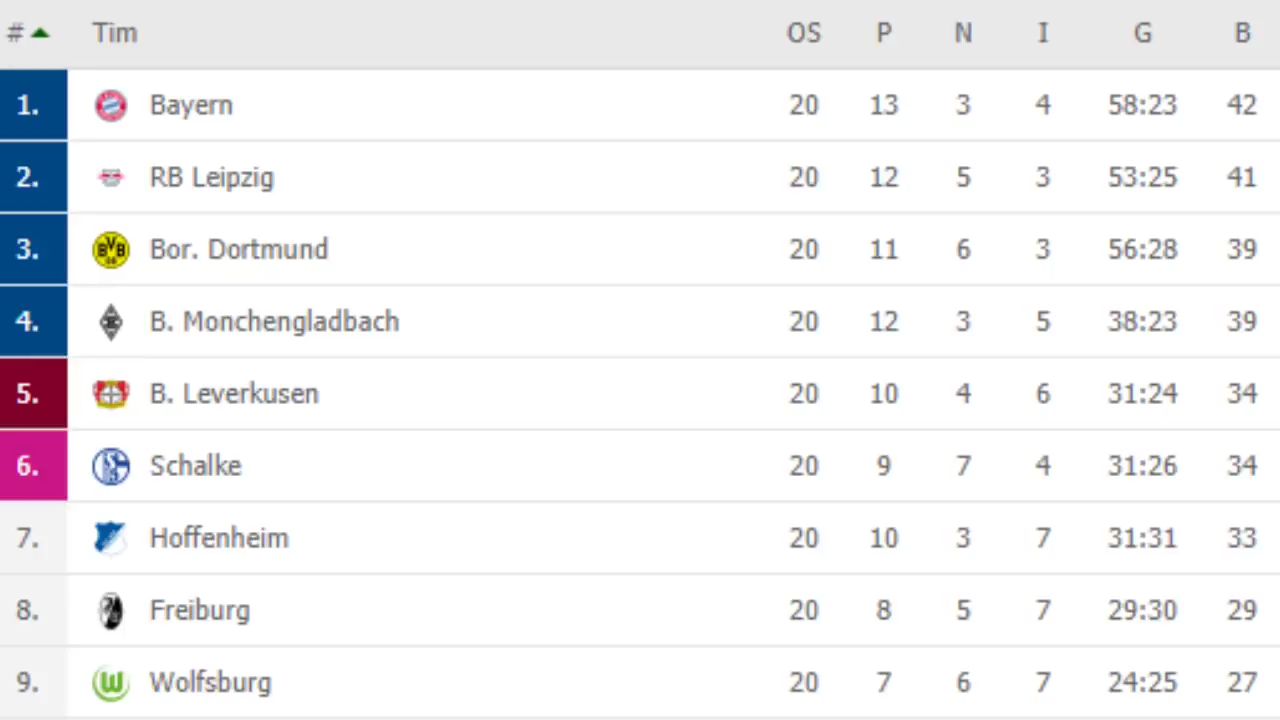 # Tim OS P N I G B
1. Bayern 20 13 3 4 58:23 42
2. RB Leipzig 20 12 5 3 53:25 41
3. BVB 09 Bor. Dortmund 20 11 6 3 56:28 39
4. B. Monchengladbach 20 12 3 5 38:23 39
5. B. Leverkusen 20 10 4 6 31:24 34
6. Schalke 20 9 7 4 31:26 34
7. Hoffenheim 20 10 3 7 31:31 33
8. Freiburg 20 8 5 7 29:30 29
9. W Wolfsburg 20 7 6 7 24:25 27